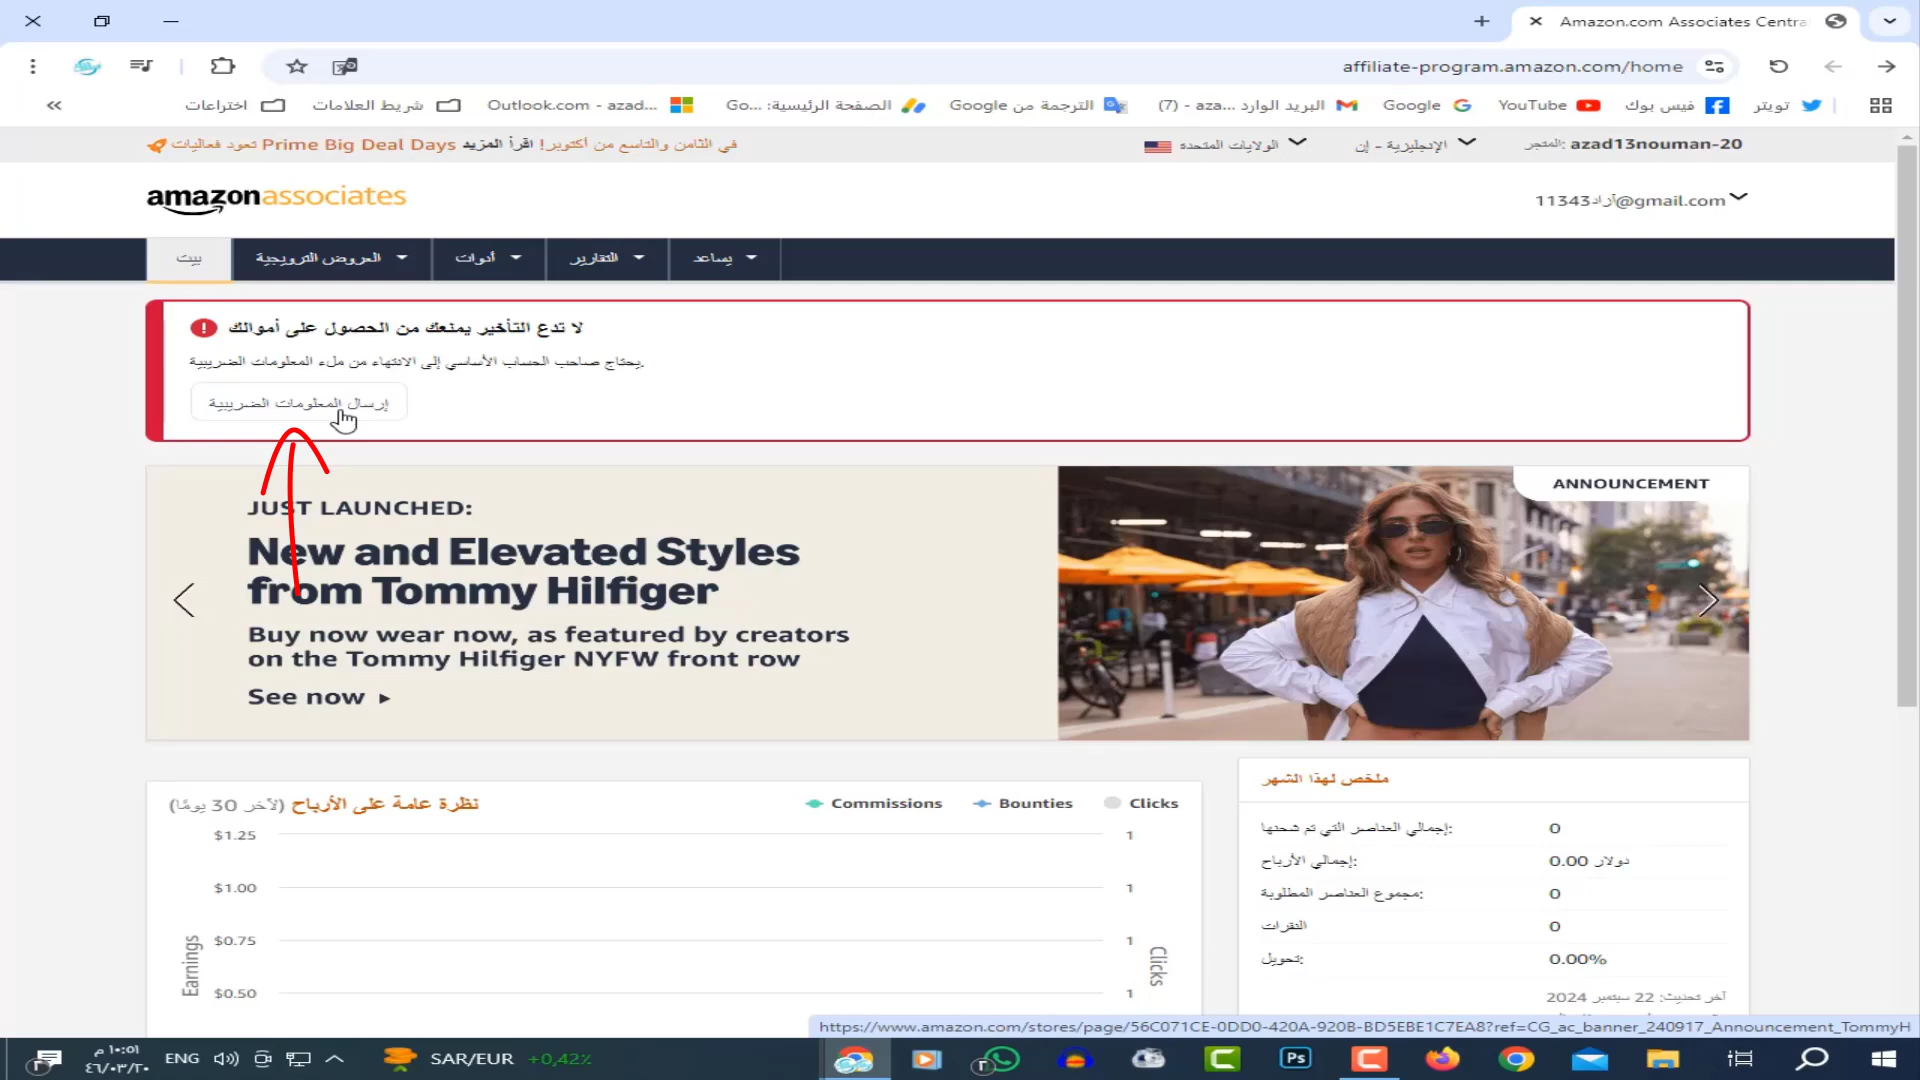 Amazon.com Associates Centra
affiliate-program.amazon.com/home
تويتر
فيس بوك
YouTube
Google
البريد الوارد (7) - aza...
الترجمة من Google
الصفحة الرئيسية: Go...
Outlook.com - azad...
شريط العلامات
اختراعات
تعود فعاليات Prime Big Deal Days في الثامن والتاسع من أكتوبر! اقرأ المزيد
الولايات المتحدة
الإنجليزية - إن
المتجر: azad13nouman-20
amazonassociates
آزاد11343@gmail.com
بيت
العروض الترويجية
أدوات
التقارير
يساعد
لا تدع التأخير يمنعك من الحصول على أموالك
يحتاج صاحب الحساب الأساسي إلى الانتهاء من ملء المعلومات الضريبية.
إرسال المعلومات الضريبية
ANNOUNCEMENT
JUST LAUNCHED:
New and Elevated Styles
from Tommy Hilfiger
Buy now wear now, as featured by creators
on the Tommy Hilfiger NYFW front row
See now
نظرة عامة على الأرباح (لآخر 30 يومًا)
Commissions
Bounties
Clicks
$1.25
1
$1.00
1
$0.75
1
$0.50
1
Earnings
Clicks
ملخص لهذا الشهر
إجمالي العناصر التي تم شحنها:
0
إجمالي الأرباح:
0.00 دولار
مجموع العناصر المطلوبة:
0
النقرات
0
تحويل:
0.00%
آخر تحديث: 22 سبتمبر 2024
https://www.amazon.com/stores/page/56C071CE-0DD0-420A-920B-BD5EBE1C7EA8?ref=CG_ac_banner_240917_Announcement_TommyH
١٠:٥١ م
٤٦/٠٣/٢٠
ENG
SAR/EUR
+0,42%
Ps